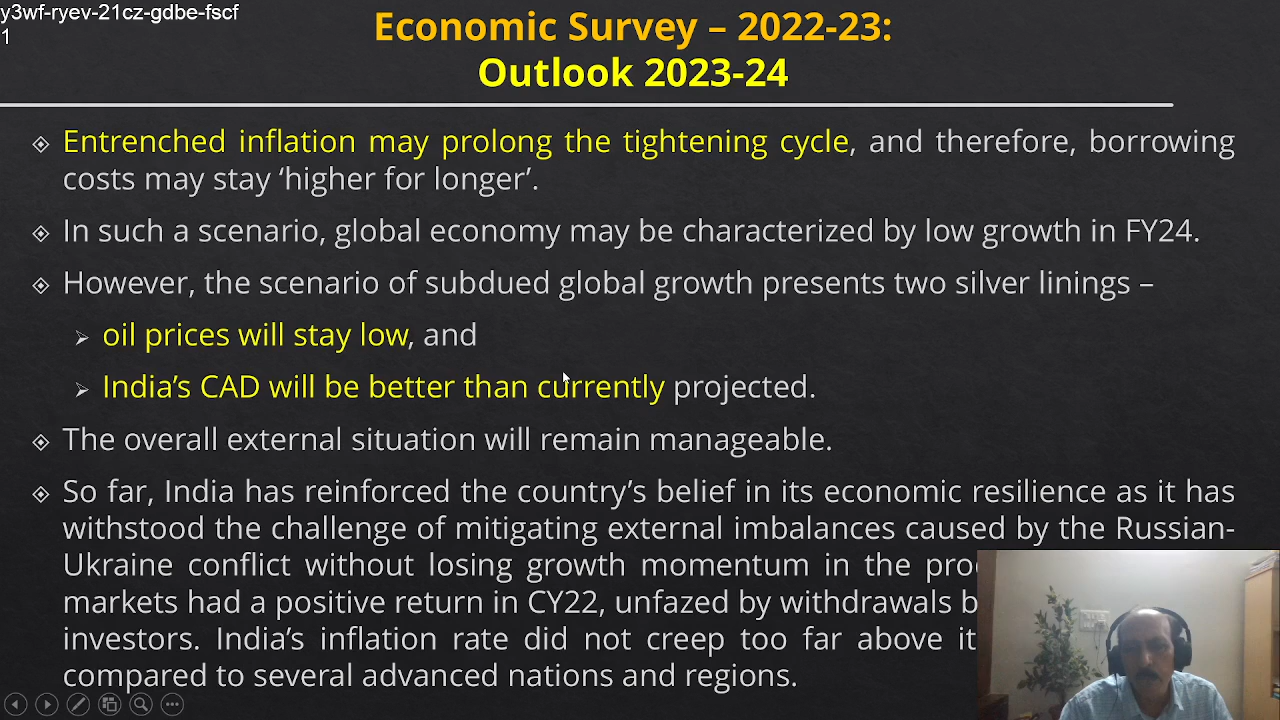 y3wf-ryev-21cz-gdbe-fscf
1
Economic Survey – 2022-23:
Outlook 2023-24
Entrenched inflation may prolong the tightening cycle, and therefore, borrowing
costs may stay ‘higher for longer’.
In such a scenario, global economy may be characterized by low growth in FY24.
However, the scenario of subdued global growth presents two silver linings –
oil prices will stay low, and
India’s CAD will be better than currently projected.
The overall external situation will remain manageable.
So far, India has reinforced the country’s belief in its economic resilience as it has
withstood the challenge of mitigating external imbalances caused by the Russian-
Ukraine conflict without losing growth momentum in the
markets had a positive return in CY22, unfazed by withdrawals
investors. India’s inflation rate did not creep too far above
compared to several advanced nations and regions.